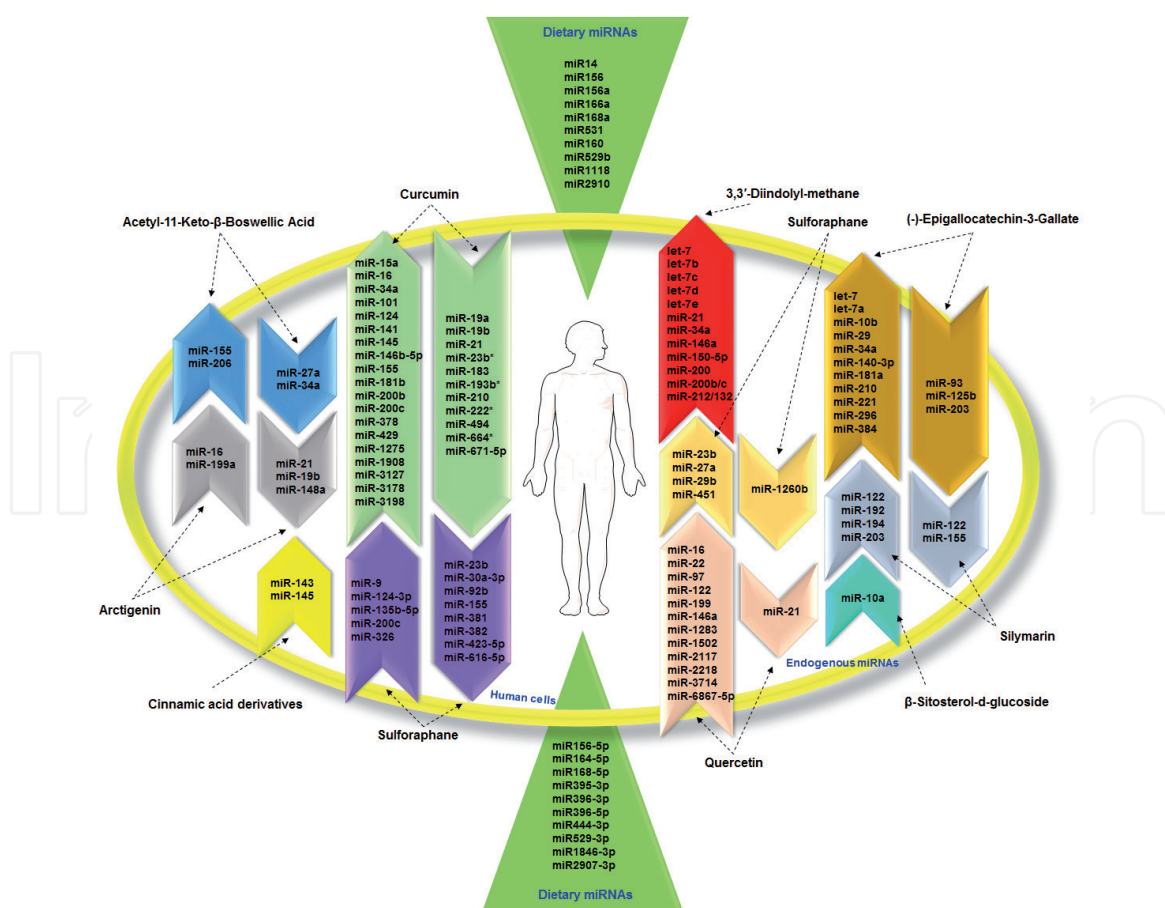 Dietary miRNAs
miR14
miR156
miR156a
miR166a
miR168a
miR531
miR160
miR529b
miR1118
miR2910
Curcumin
Acetyl-11-Keto-β-Boswellic Acid
3,3′-Diindolyl-methane
Sulforaphane
(-)-Epigallocatechin-3-Gallate
miR-155
miR-206
miR-27a
miR-34a
miR-15a
miR-16
miR-34a
miR-101
miR-124
miR-141
miR-145
miR-146b-5p
miR-155
miR-181b
miR-200b
miR-200c
miR-378
miR-429
miR-1275
miR-1908
miR-3127
miR-3178
miR-3198
miR-19a
miR-19b
miR-21
miR-23b*
miR-183
miR-193b*
miR-210
miR-222*
miR-494
miR-664*
miR-671-5p
let-7
let-7b
let-7c
let-7d
let-7e
miR-21
miR-34a
miR-146a
miR-150-5p
miR-200
miR-200b/c
miR-212/132
let-7
let-7a
miR-10b
miR-29
miR-34a
miR-140-3p
miR-181a
miR-210
miR-221
miR-296
miR-384
miR-93
miR-125b
miR-203
miR-16
miR-199a
miR-21
miR-19b
miR-148a
miR-23b
miR-27a
miR-29b
miR-451
miR-1260b
miR-122
miR-192
miR-194
miR-203
miR-122
miR-155
Arctigenin
miR-143
miR-145
miR-9
miR-124-3p
miR-135b-5p
miR-200c
miR-326
miR-23b
miR-30a-3p
miR-92b
miR-155
miR-381
miR-382
miR-423-5p
miR-616-5p
miR-16
miR-22
miR-97
miR-122
miR-199
miR-146a
miR-1283
miR-1502
miR-2117
miR-2218
miR-3714
miR-6867-5p
miR-21
miR-10a
Silymarin
Endogenous miRNAs
Cinnamic acid derivatives
Human cells
β-Sitosterol-d-glucoside
Sulforaphane
Quercetin
miR156-5p
miR164-5p
miR168-5p
miR395-3p
miR396-3p
miR396-5p
miR444-3p
miR529-3p
miR1846-3p
miR2907-3p
Dietary miRNAs